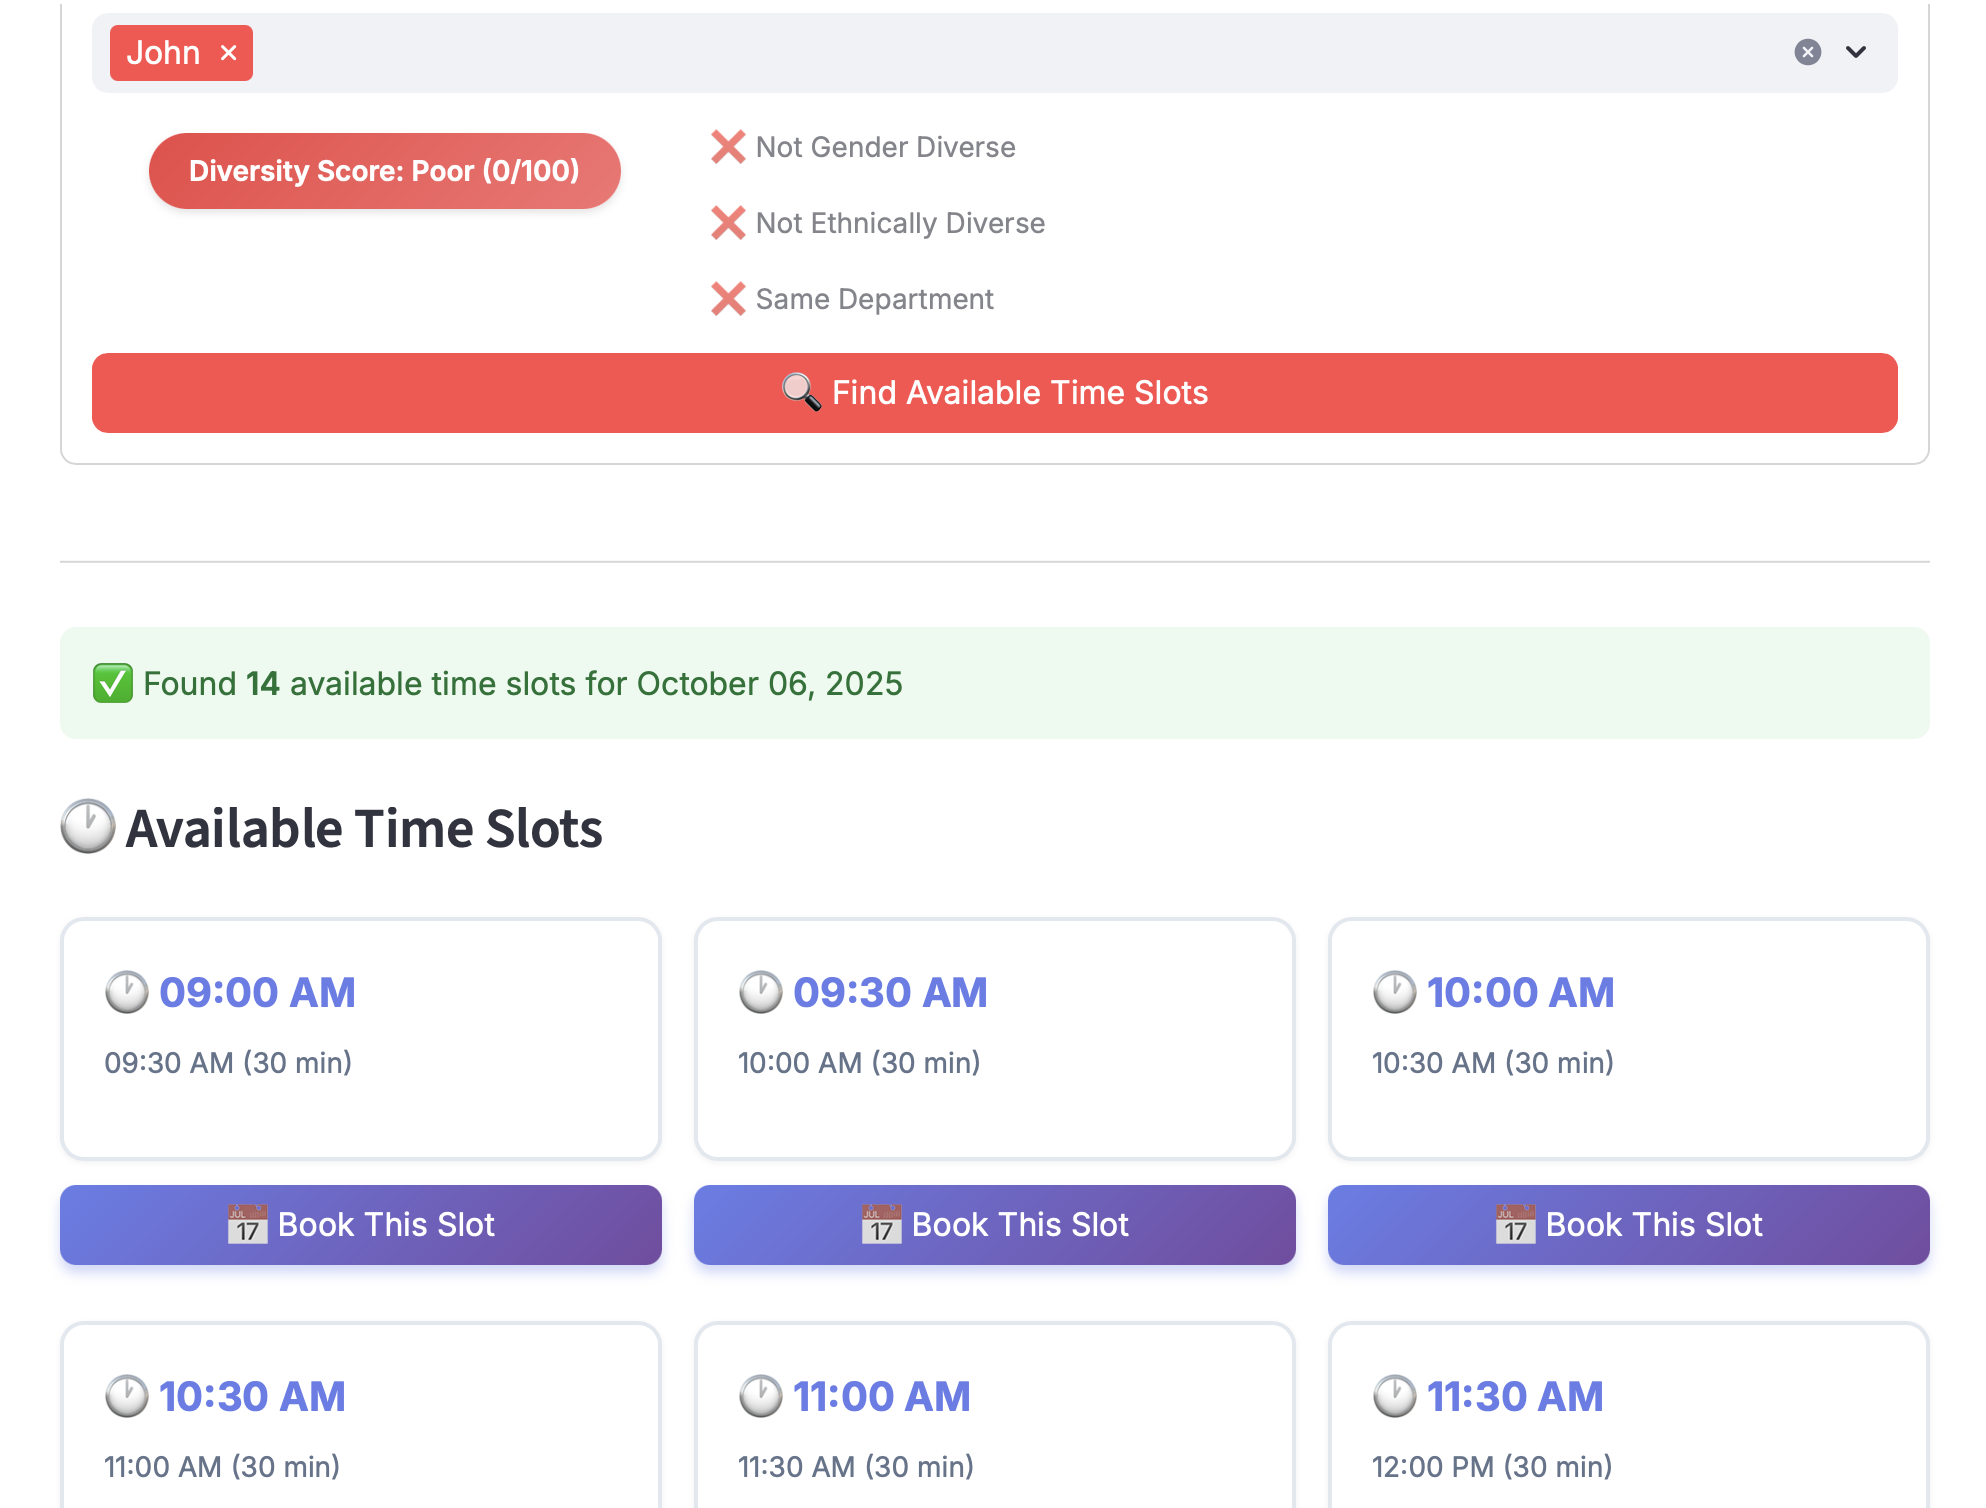 John ×
Diversity Score: Poor (0/100)
❌ Not Gender Diverse
❌ Not Ethnically Diverse
❌ Same Department
🔍 Find Available Time Slots
✅ Found 14 available time slots for October 06, 2025
🕐 Available Time Slots
🕐 09:00 AM
09:30 AM (30 min)
🕐 09:30 AM
10:00 AM (30 min)
🕐 10:00 AM
10:30 AM (30 min)
📅 Book This Slot
📅 Book This Slot
📅 Book This Slot
🕐 10:30 AM
11:00 AM (30 min)
🕐 11:00 AM
11:30 AM (30 min)
🕐 11:30 AM
12:00 PM (30 min)